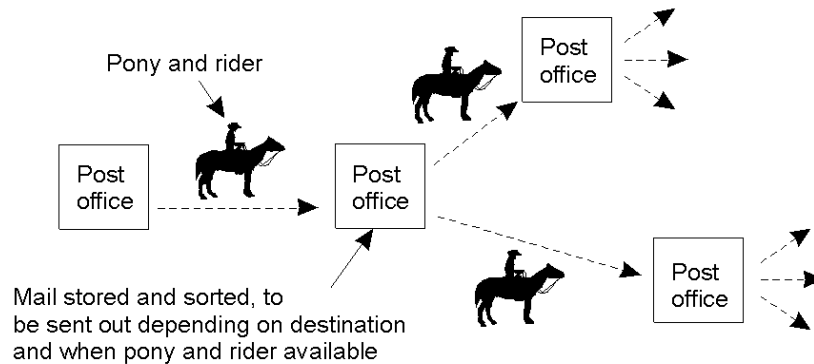 Post
office
Pony and rider
Post
office
Post
office
Post
office
Mail stored and sorted, to
be sent out depending on destination
and when pony and rider available